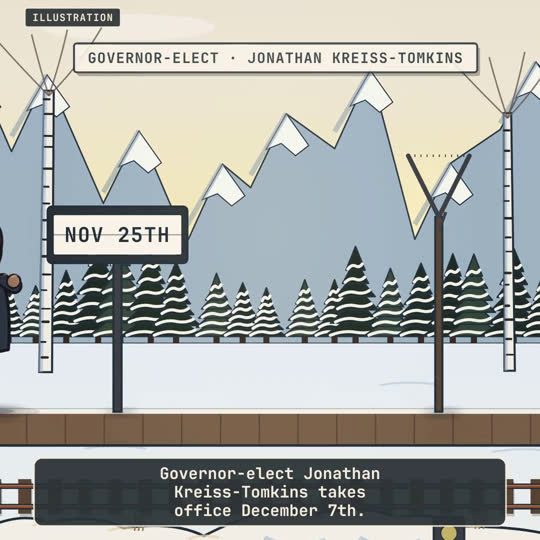 ILLUSTRATION
GOVERNOR-ELECT · JONATHAN KREISS-TOMKINS
NOV 25TH
Governor-elect Jonathan
Kreiss-Tomkins takes
office December 7th.